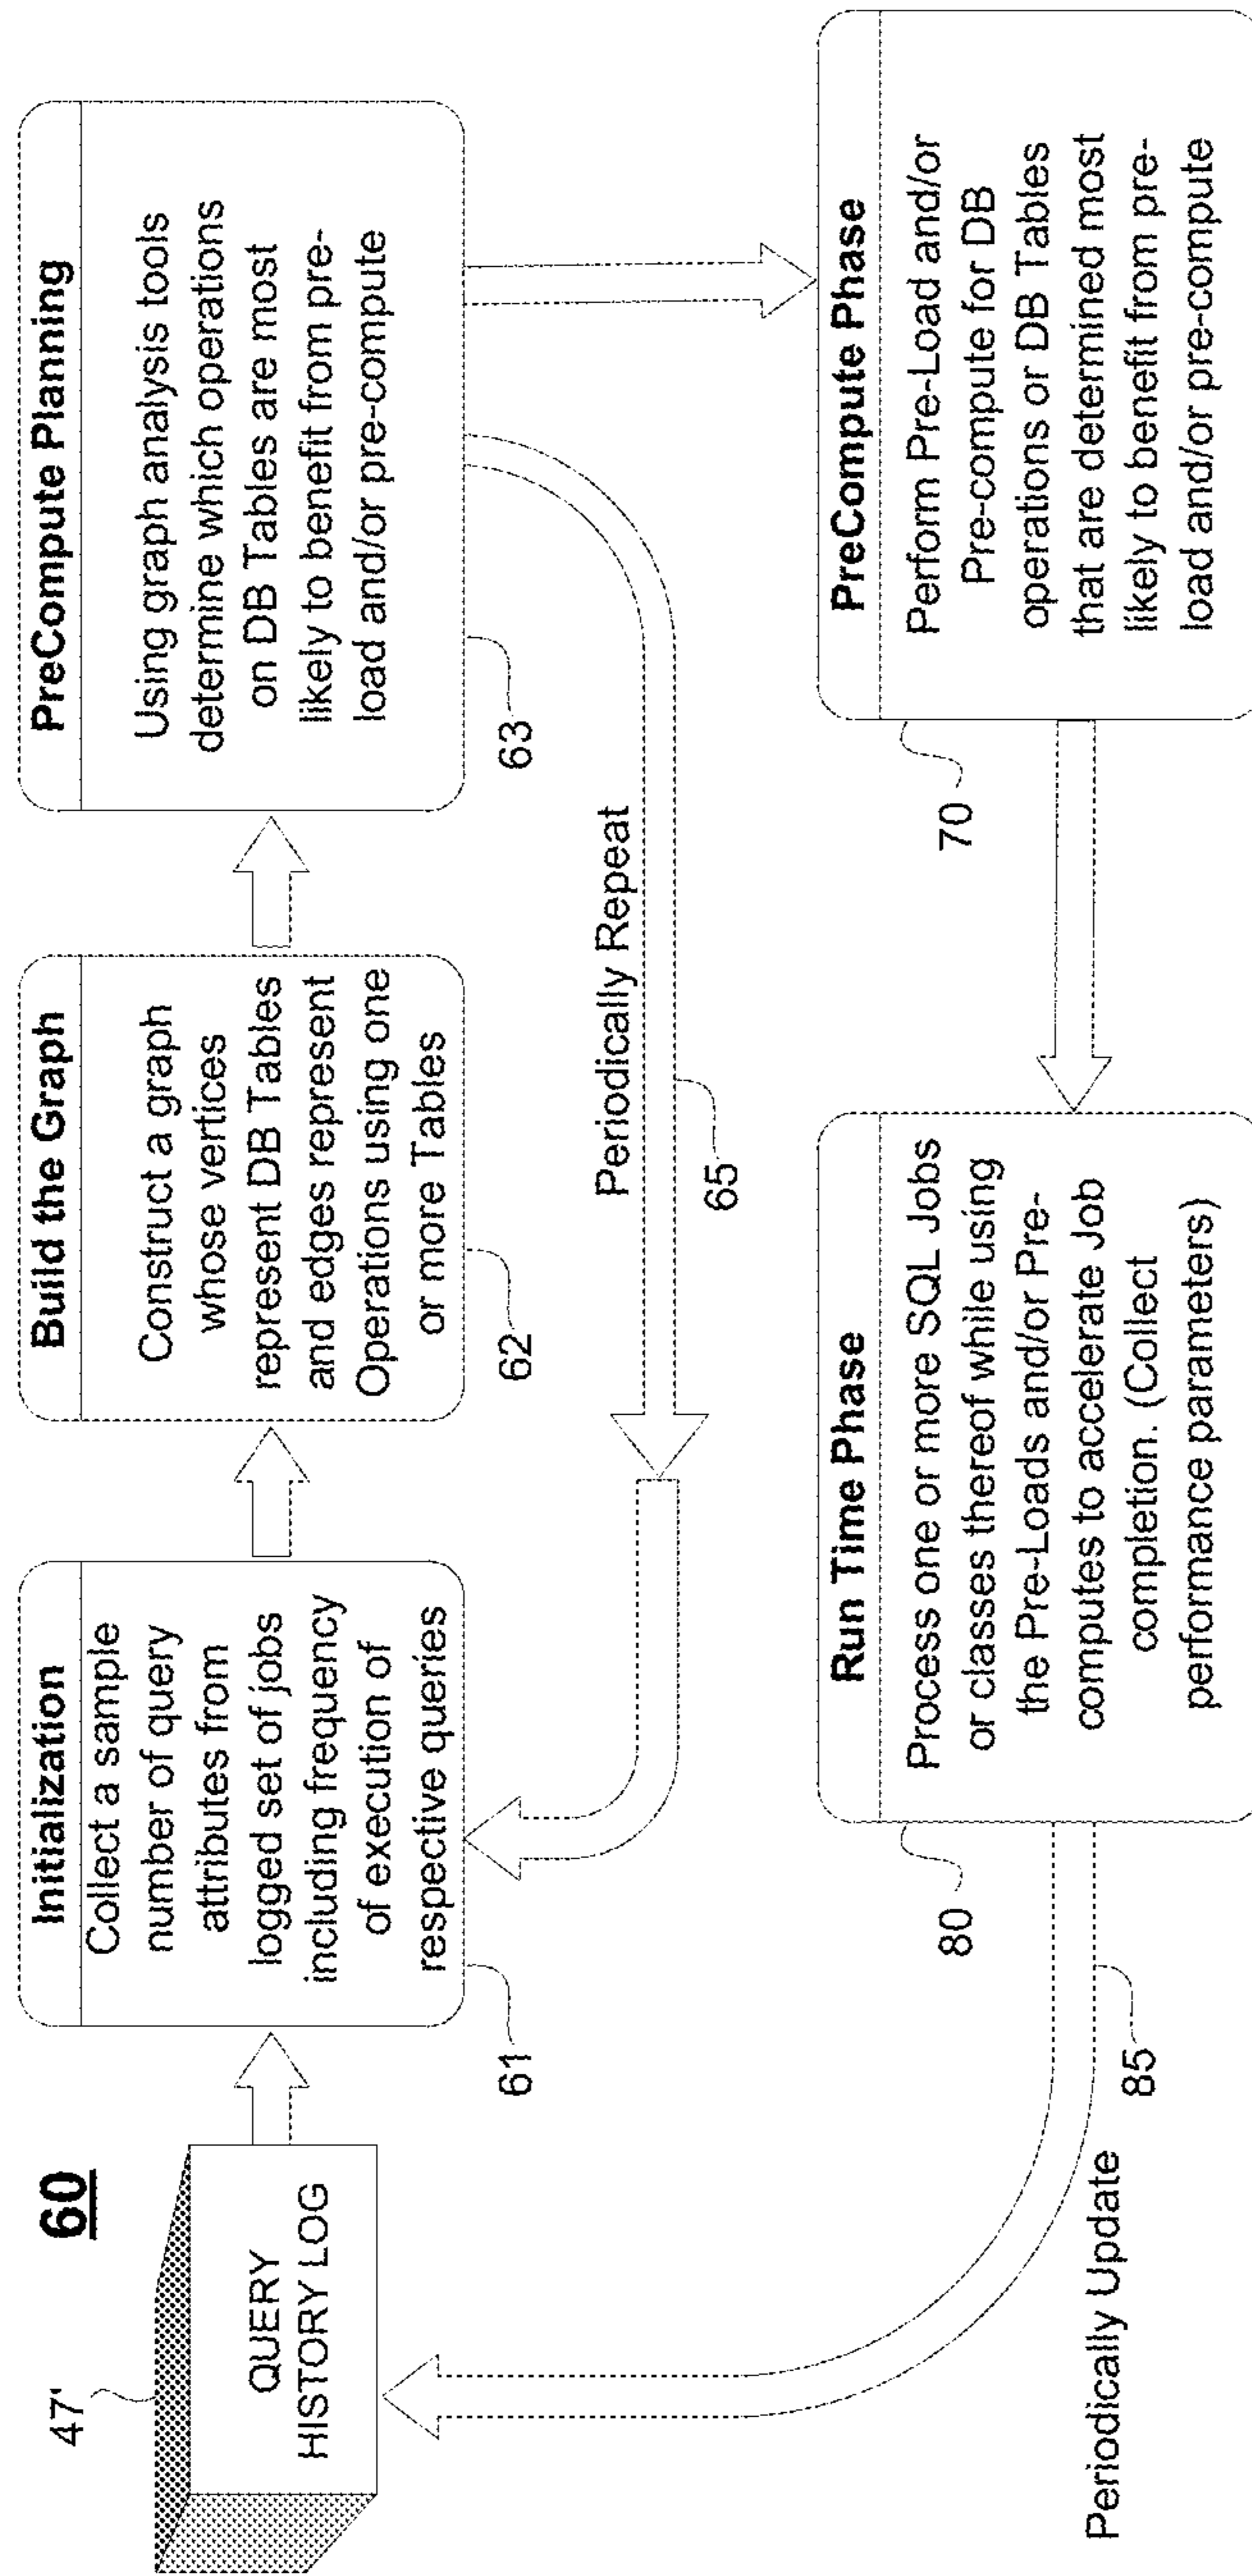 60
47'
QUERY
HISTORY LOG
Initialization
Collect a sample
number of query
attributes from
logged set of jobs
including frequency
of execution of
respective queries
61
Build the Graph
Construct a graph
whose vertices
represent DB Tables
and edges represent
Operations using one
or more Tables
62
PreCompute Planning
Using graph analysis tools
determine which operations
on DB Tables are most
likely to benefit from pre-
load and/or pre-compute
63
Periodically Repeat
65
PreCompute Phase
Perform Pre-Load and/or
Pre-compute for DB
operations or DB Tables
that are determined most
likely to benefit from pre-
load and/or pre-compute
70
Run Time Phase
Process one or more SQL Jobs
or classes thereof while using
the Pre-Loads and/or Pre-
computes to accelerate Job
completion. (Collect
performance parameters)
80
85
Periodically Update